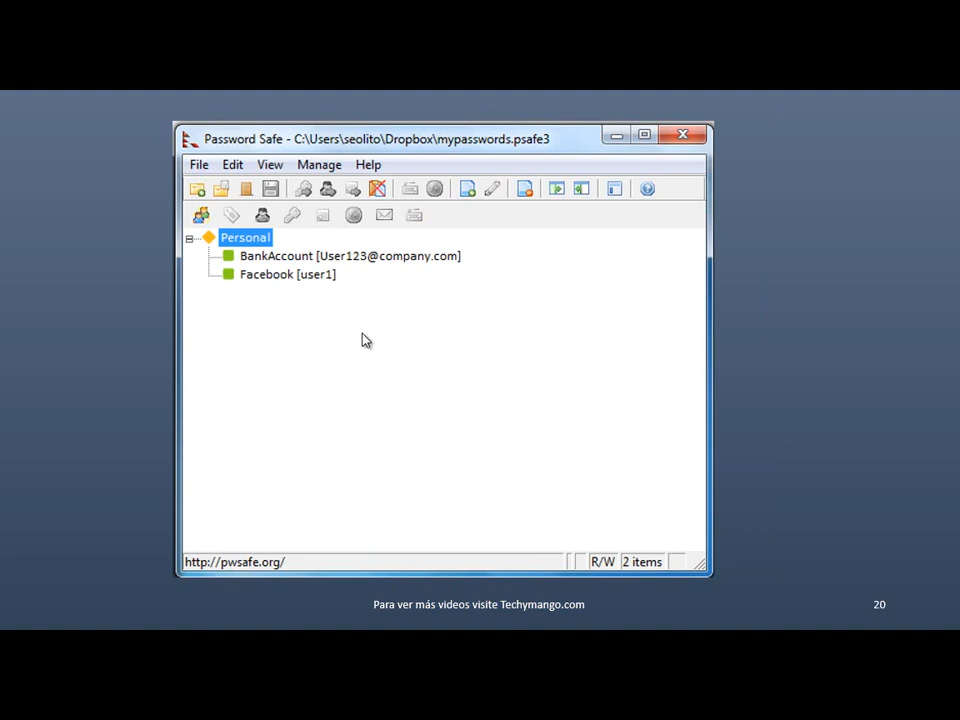 Password Safe - C:\Users\seolito\Dropbox\mypasswords.psafe3
File Edit View Manage Help
Personal
BankAccount [User123@company.com]
Facebook [user1]
http://pwsafe.org/ R/W 2 items
Para ver más videos visite Techymango.com 20